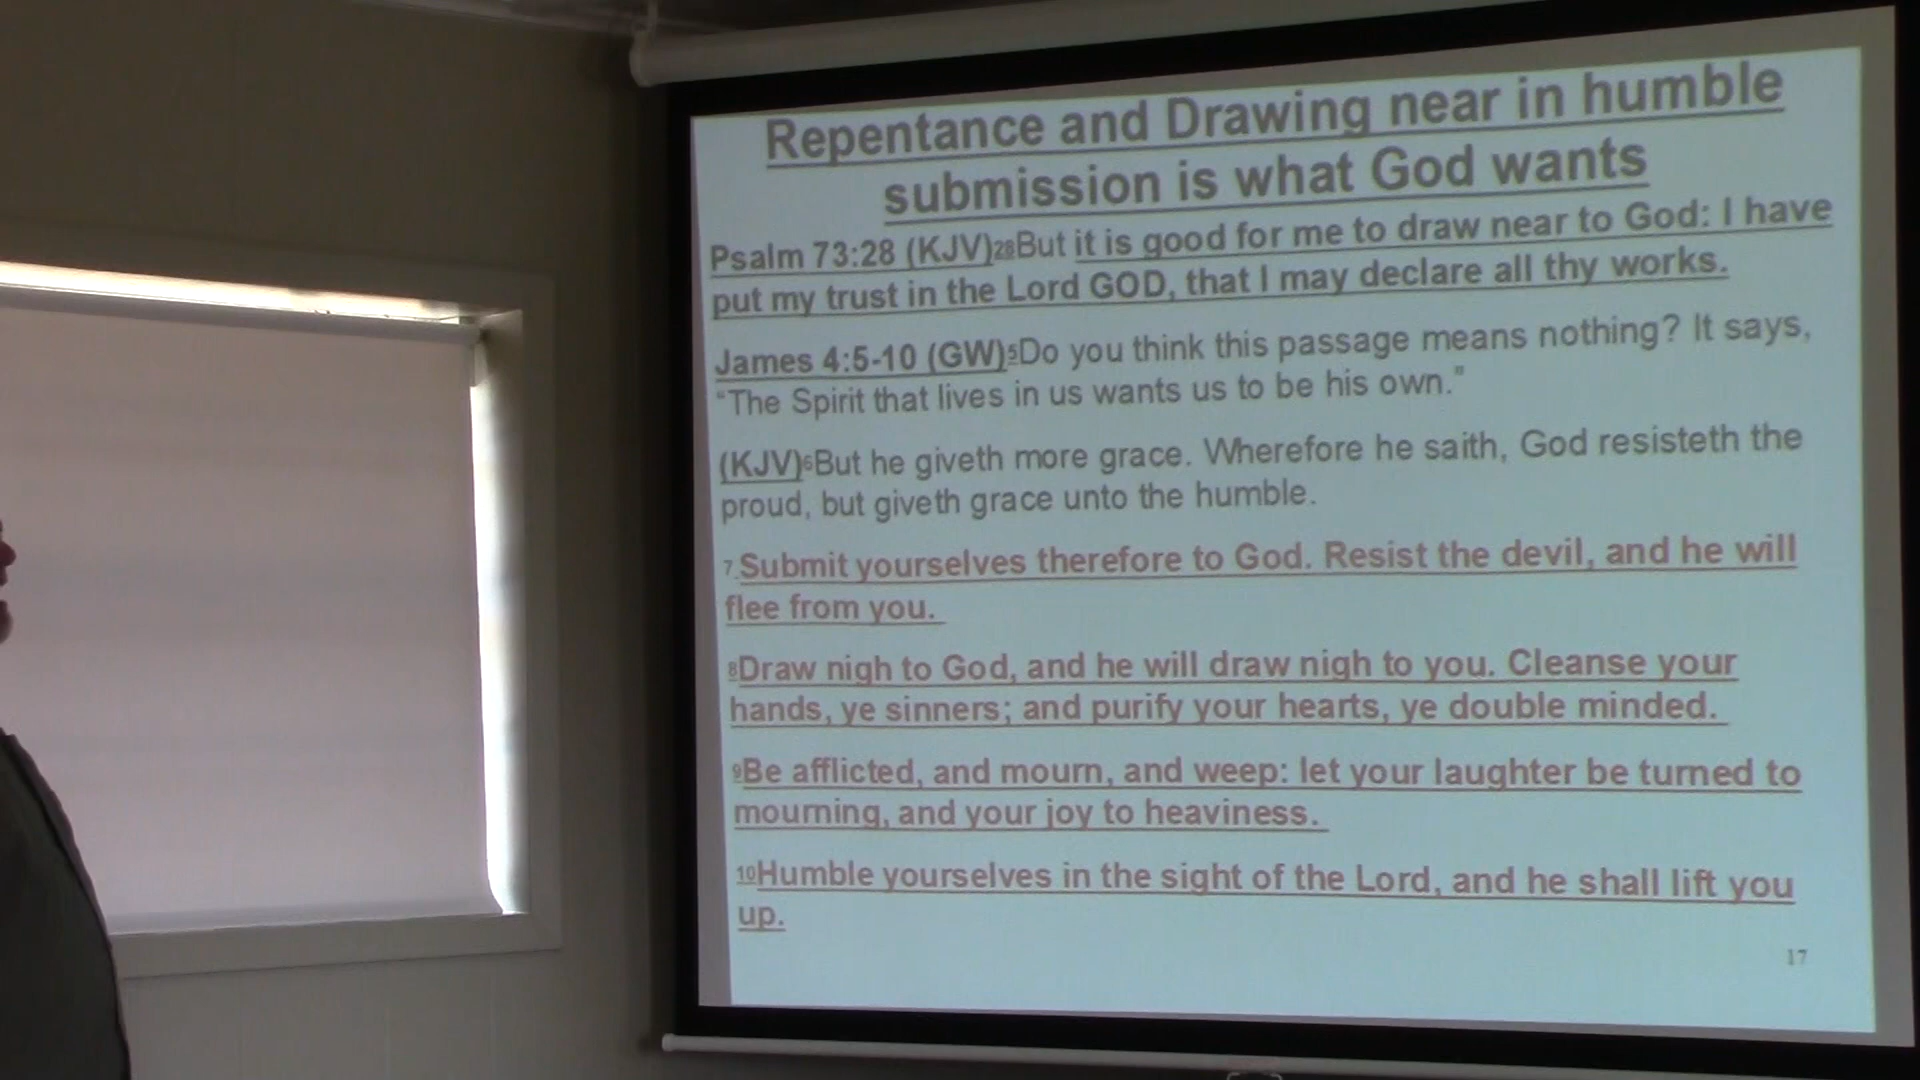 Repentance and Drawing near in humble
submission is what God wants
Psalm 73:28 (KJV)28But it is good for me to draw near to God: I have
put my trust in the Lord GOD, that I may declare all thy works.
James 4:5-10 (GW)5Do you think this passage means nothing? It says,
“The Spirit that lives in us wants us to be his own.”
(KJV)6But he giveth more grace. Wherefore he saith, God resisteth the
proud, but giveth grace unto the humble.
7 Submit yourselves therefore to God. Resist the devil, and he will
flee from you.
8Draw nigh to God, and he will draw nigh to you. Cleanse your
hands, ye sinners; and purify your hearts, ye double minded.
9Be afflicted, and mourn, and weep: let your laughter be turned to
mourning, and your joy to heaviness.
10Humble yourselves in the sight of the Lord, and he shall lift you
up.
17